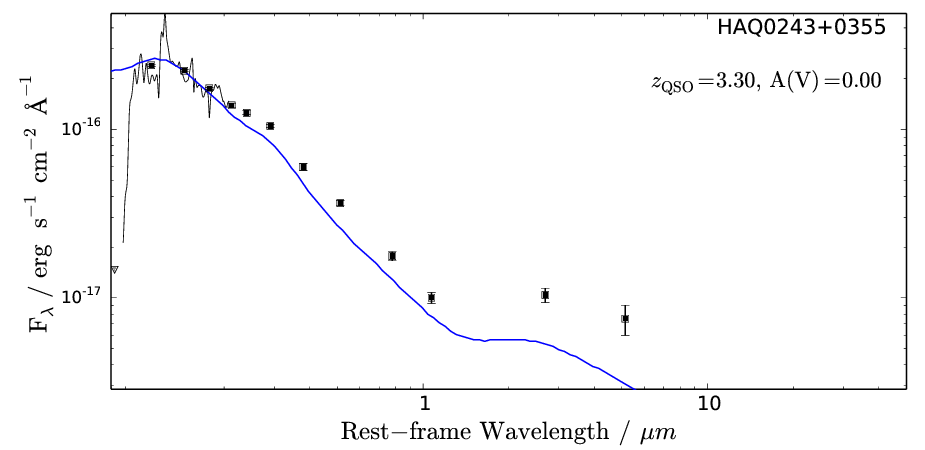 HAQ0243+0355
z_QSO=3.30, A(V)=0.00
F_λ / erg s^−1 cm^−2 Å^−1
10^-16
10^-17
1 10
Rest−frame Wavelength / μm